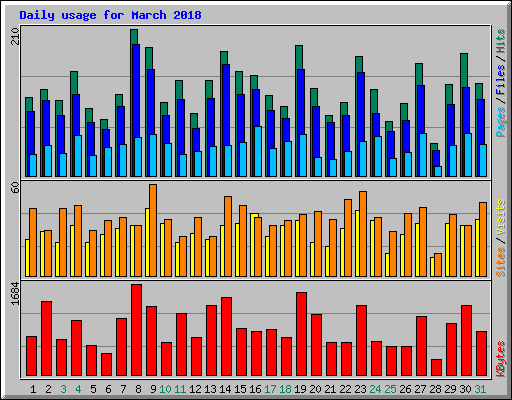 Daily usage for March 2018
210
Pages / Files / Hits
60
Sites / Visits
1684
KBytes
1 2 3 4 5 6 7 8 9 10 11 12 13 14 15 16 17 18 19 20 21 22 23 24 25 26 27 28 29 30 31